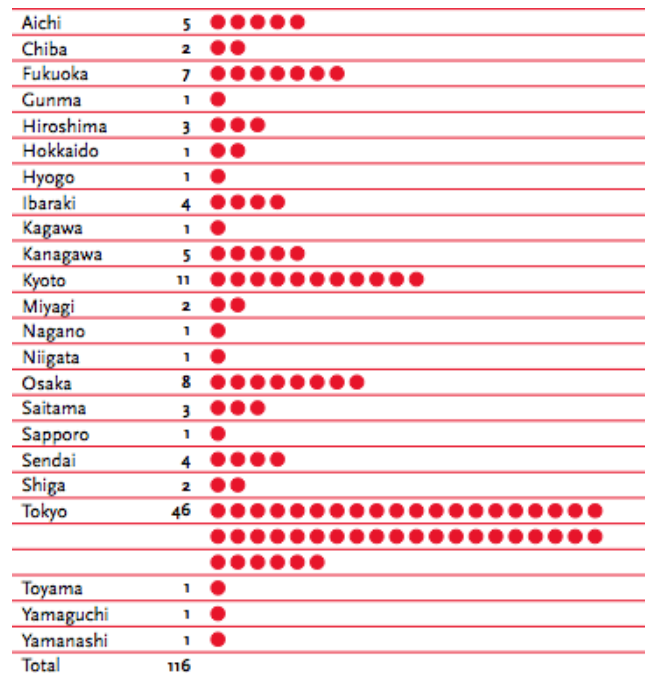 Aichi 5
Chiba 2
Fukuoka 7
Gunma 1
Hiroshima 3
Hokkaido 1
Hyogo 1
Ibaraki 4
Kagawa 1
Kanagawa 5
Kyoto 11
Miyagi 2
Nagano 1
Niigata 1
Osaka 8
Saitama 3
Sapporo 1
Sendai 4
Shiga 2
Tokyo 46
Toyama 1
Yamaguchi 1
Yamanashi 1
Total 116